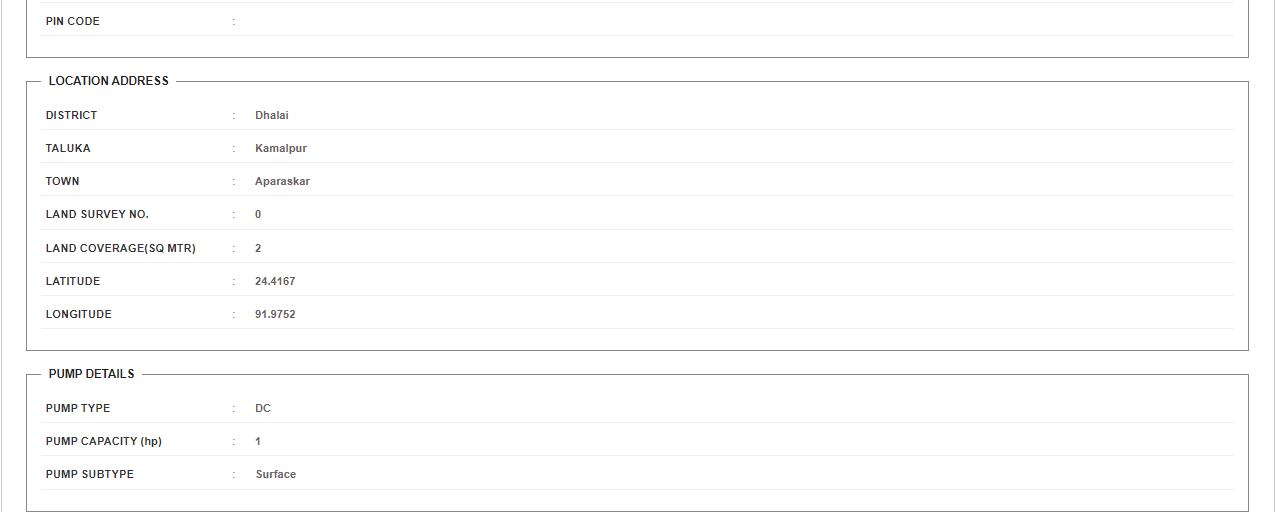 PIN CODE :
LOCATION ADDRESS
DISTRICT : Dhalai
TALUKA : Kamalpur
TOWN : Aparaskar
LAND SURVEY NO. : 0
LAND COVERAGE(SQ MTR) : 2
LATITUDE : 24.4167
LONGITUDE : 91.9752
PUMP DETAILS
PUMP TYPE : DC
PUMP CAPACITY (hp) : 1
PUMP SUBTYPE : Surface